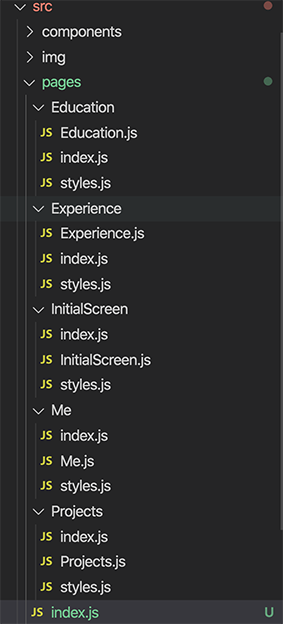 src
components
img
pages
Education
JS Education.js
JS index.js
JS styles.js
Experience
JS Experience.js
JS index.js
JS styles.js
InitialScreen
JS index.js
JS InitialScreen.js
JS styles.js
Me
JS index.js
JS Me.js
JS styles.js
Projects
JS index.js
JS Projects.js
JS styles.js
JS index.js U